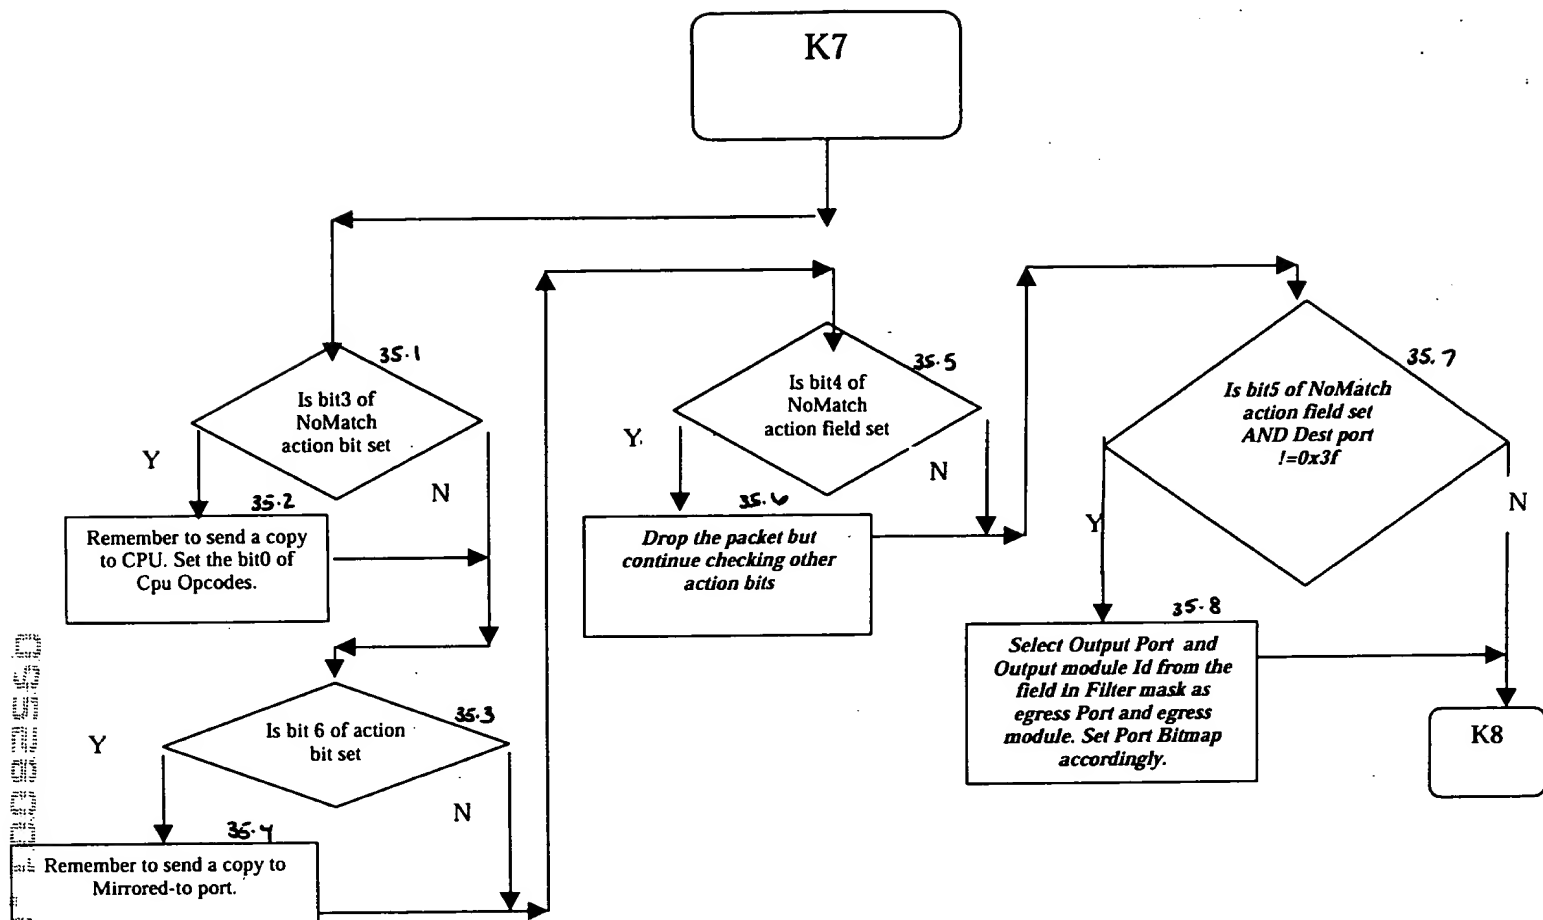 K7
35.1
Is bit3 of
NoMatch
action bit set
Y
N
35.2
Remember to send a copy
to CPU. Set the bit0 of
Cpu Opcodes.
35.3
Is bit 6 of action
bit set
Y
N
35.4
Remember to send a copy to
Mirrored-to port.
35.5
Is bit4 of
NoMatch
action field set
Y
N
35.6
Drop the packet but
continue checking other
action bits
35.7
Is bit5 of NoMatch
action field set
AND Dest port
!=0x3f
Y
N
35.8
Select Output Port and
Output module Id from the
field in Filter mask as
egress Port and egress
module. Set Port Bitmap
accordingly.
K8